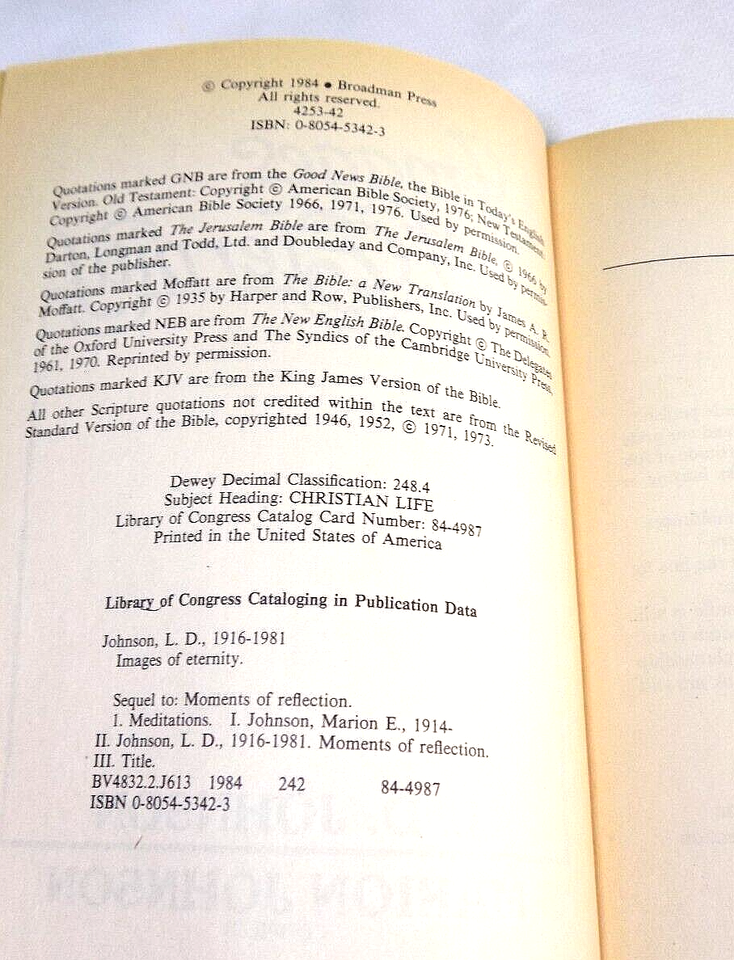 © Copyright 1984 • Broadman Press
All rights reserved.
4253-42
ISBN: 0-8054-5342-3
Quotations marked GNB are from the Good News Bible, the Bible in Today's English
Version. Old Testament: Copyright © American Bible Society, 1976; New Testament:
Copyright © American Bible Society 1966, 1971, 1976. Used by permission.
Quotations marked The Jerusalem Bible are from The Jerusalem Bible, © 1966 by
Darton, Longman and Todd, Ltd. and Doubleday and Company, Inc. Used by permis-
sion of the publisher.
Quotations marked Moffatt are from The Bible: a New Translation by James A. R.
Moffatt. Copyright © 1935 by Harper and Row, Publishers, Inc. Used by permission.
Quotations marked NEB are from The New English Bible. Copyright © The Delegates
of the Oxford University Press and The Syndics of the Cambridge University Press,
1961, 1970. Reprinted by permission.
Quotations marked KJV are from the King James Version of the Bible.
All other Scripture quotations not credited within the text are from the Revised
Standard Version of the Bible, copyrighted 1946, 1952, © 1971, 1973.
Dewey Decimal Classification: 248.4
Subject Heading: CHRISTIAN LIFE
Library of Congress Catalog Card Number: 84-4987
Printed in the United States of America
Library of Congress Cataloging in Publication Data
Johnson, L. D., 1916-1981
Images of eternity.
Sequel to: Moments of reflection.
1. Meditations. I. Johnson, Marion E., 1914-
II. Johnson, L. D., 1916-1981. Moments of reflection.
III. Title.
BV4832.2.J613 1984 242 84-4987
ISBN 0-8054-5342-3